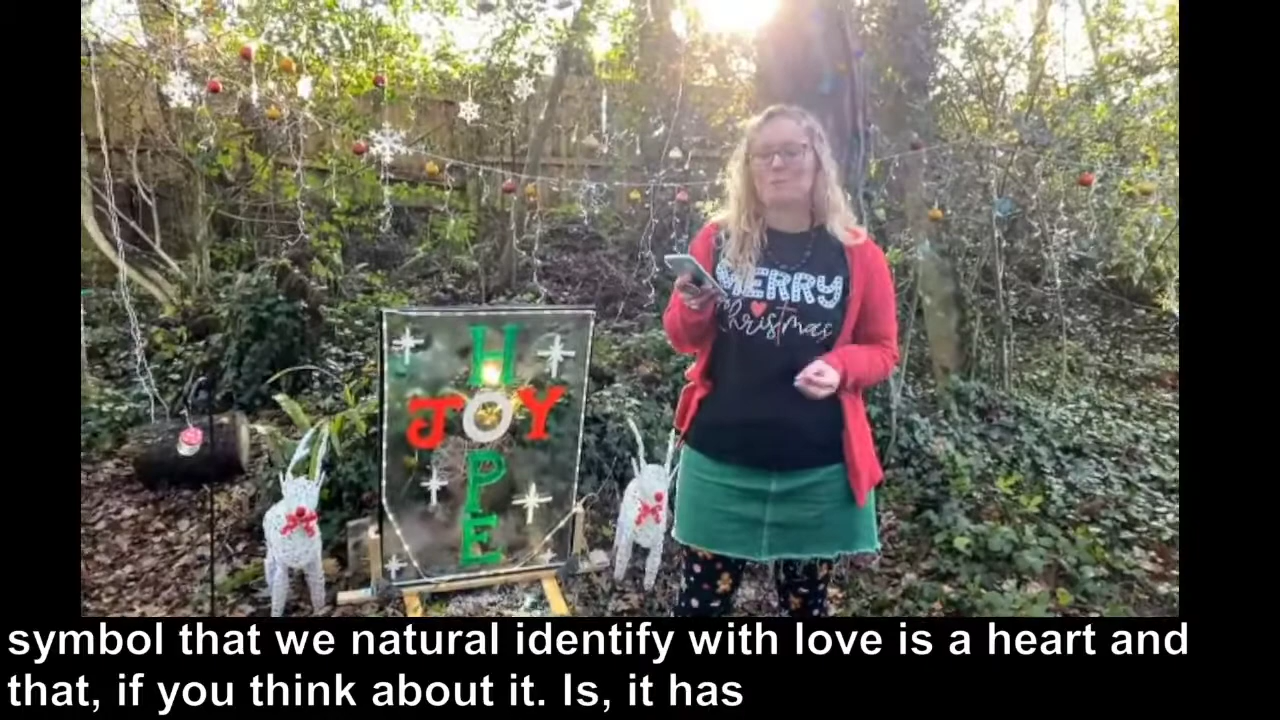 MERRY
Christmas
H
JOY
P
E
symbol that we natural identify with love is a heart and
that, if you think about it. Is, it has